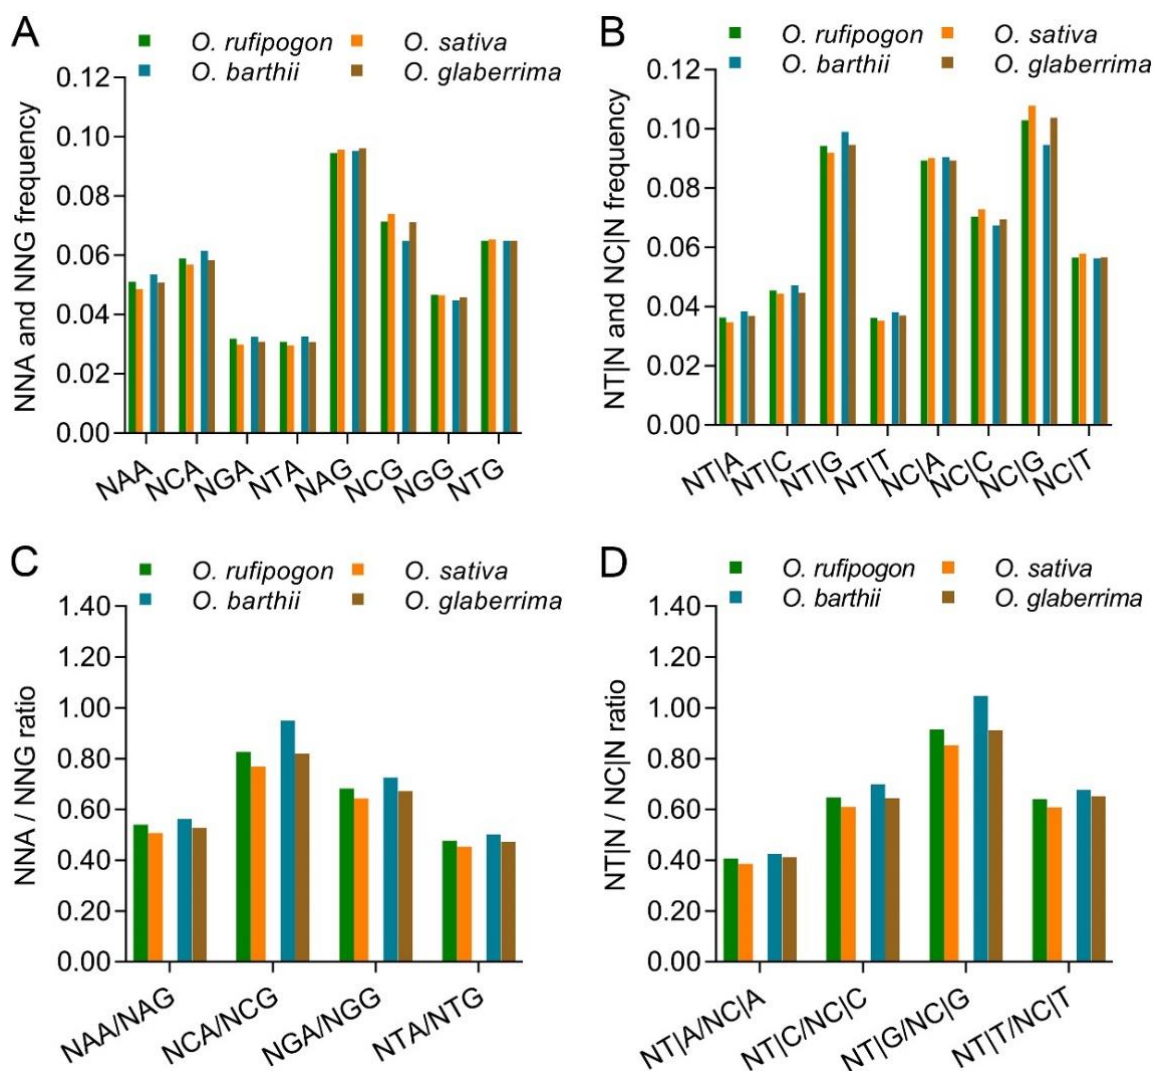 A
O. rufipogon O. sativa
O. barthii O. glaberrima
NNA and NNG frequency
0.12
0.10
0.08
0.06
0.04
0.02
0.00
NAA NCA NGA NTA NAG NCG NGG NTG
B
O. rufipogon O. sativa
O. barthii O. glaberrima
NT|N and NC|N frequency
0.12
0.10
0.08
0.06
0.04
0.02
0.00
NT|A NT|C NT|G NT|T NC|A NC|C NC|G NC|T
C
O. rufipogon O. sativa
O. barthii O. glaberrima
NNA / NNG ratio
1.40
1.20
1.00
0.80
0.60
0.40
0.20
0.00
NAA/NAG NCA/NCG NGA/NGG NTA/NTG
D
O. rufipogon O. sativa
O. barthii O. glaberrima
NT|N / NC|N ratio
1.40
1.20
1.00
0.80
0.60
0.40
0.20
0.00
NT|A/NC|A NT|C/NC|C NT|G/NC|G NT|T/NC|T